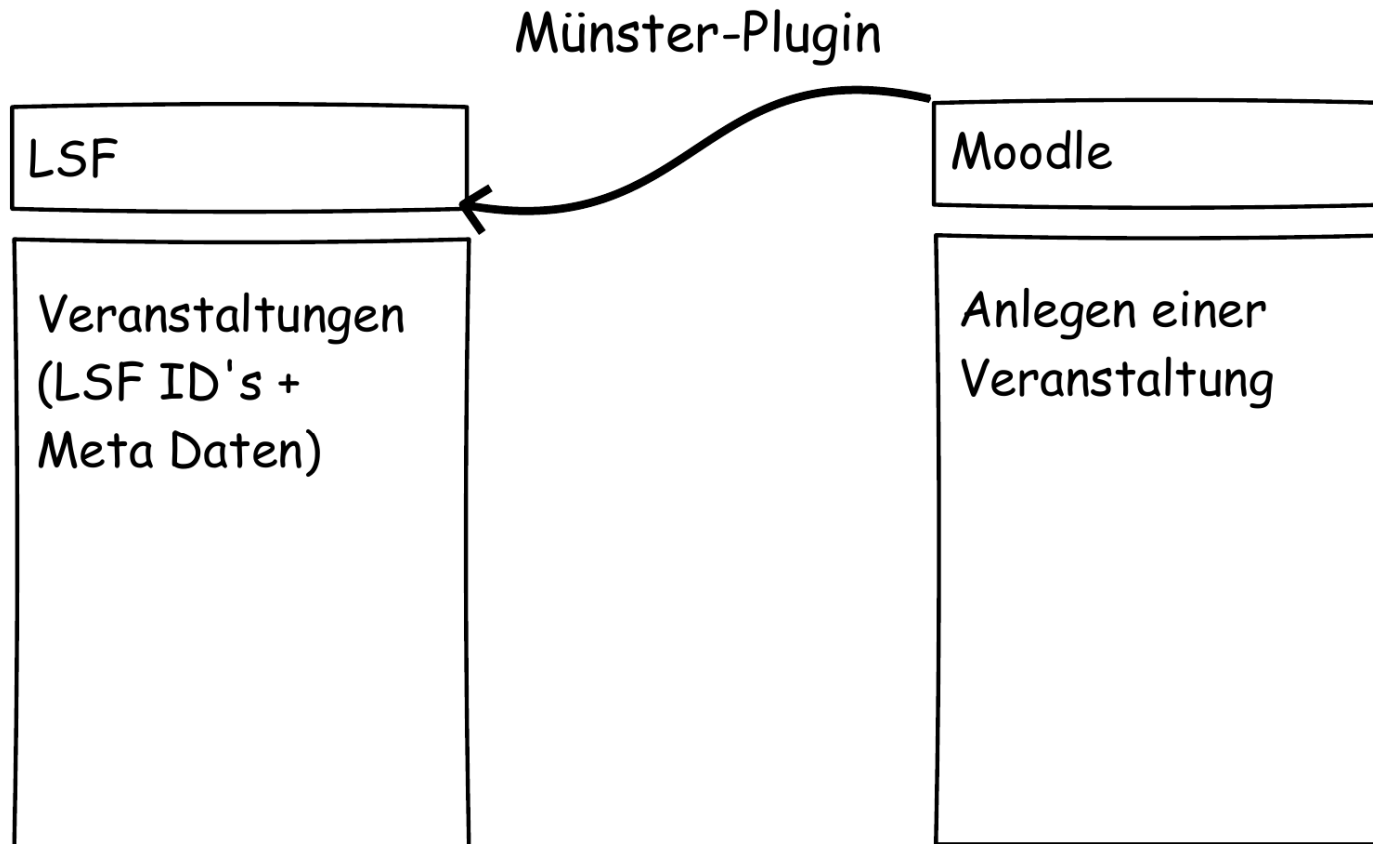 Münster-Plugin
LSF
Moodle
Veranstaltungen
(LSF ID's +
Meta Daten)
Anlegen einer
Veranstaltung